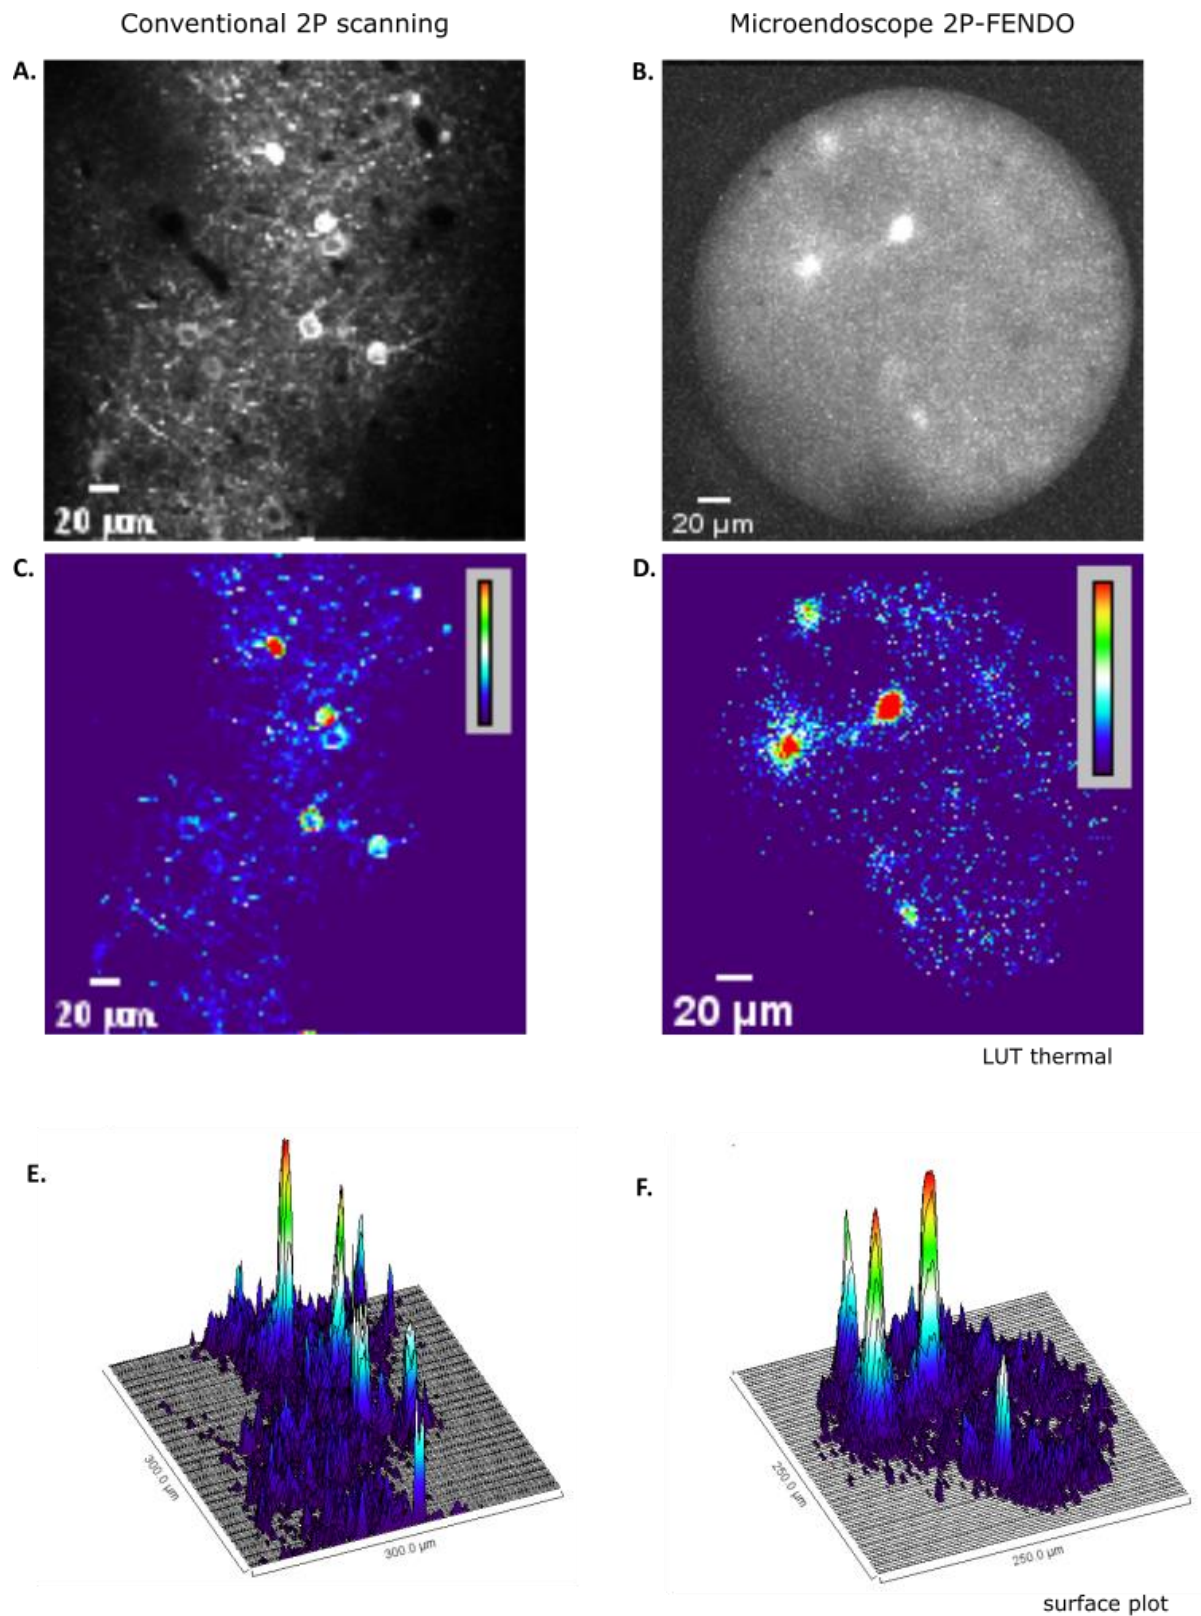 Conventional 2P scanning
Microendoscope 2P-FENDO
A.
B.
20 µm
20 µm
C.
D.
20 µm
20 µm
LUT thermal
E.
F.
300.0 µm
300.0 µm
250.0 µm
250.0 µm
surface plot